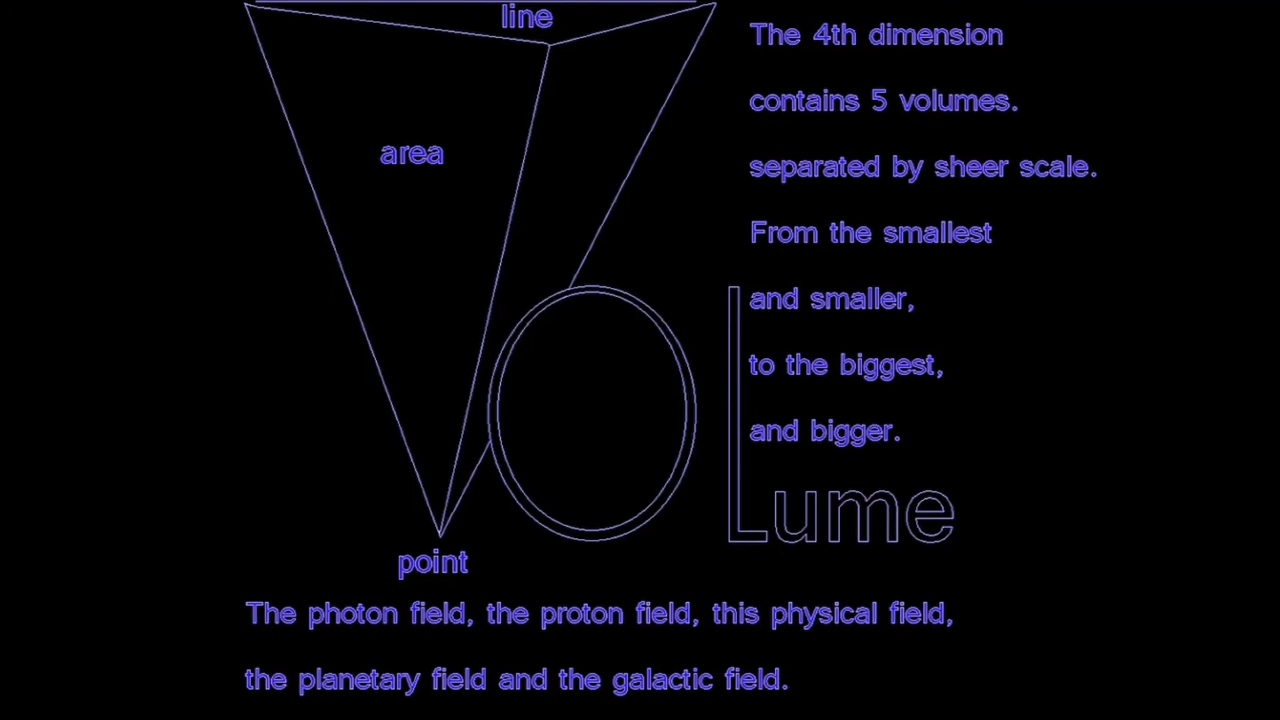 line
The 4th dimension
contains 5 volumes.
area
separated by sheer scale.
From the smallest
and smaller,
to the biggest,
and bigger.
VoLume
point
The photon field, the proton field, this physical field,
the planetary field and the galactic field.